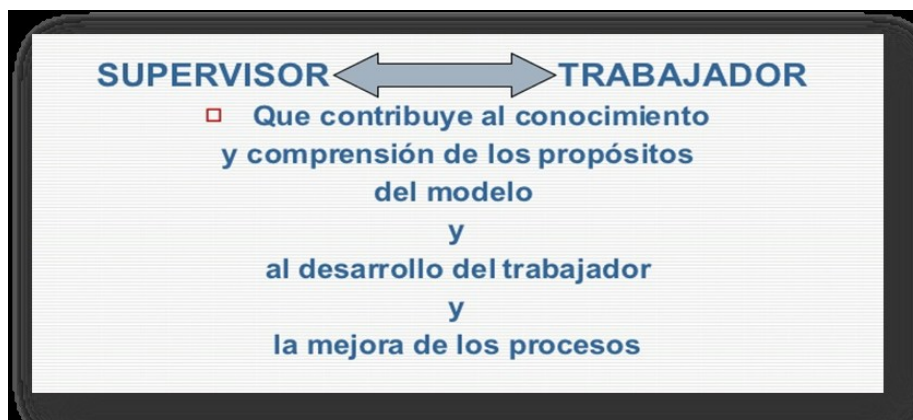 SUPERVISOR TRABAJADOR
Que contribuye al conocimiento
y comprensión de los propósitos
del modelo
y
al desarrollo del trabajador
y
la mejora de los procesos